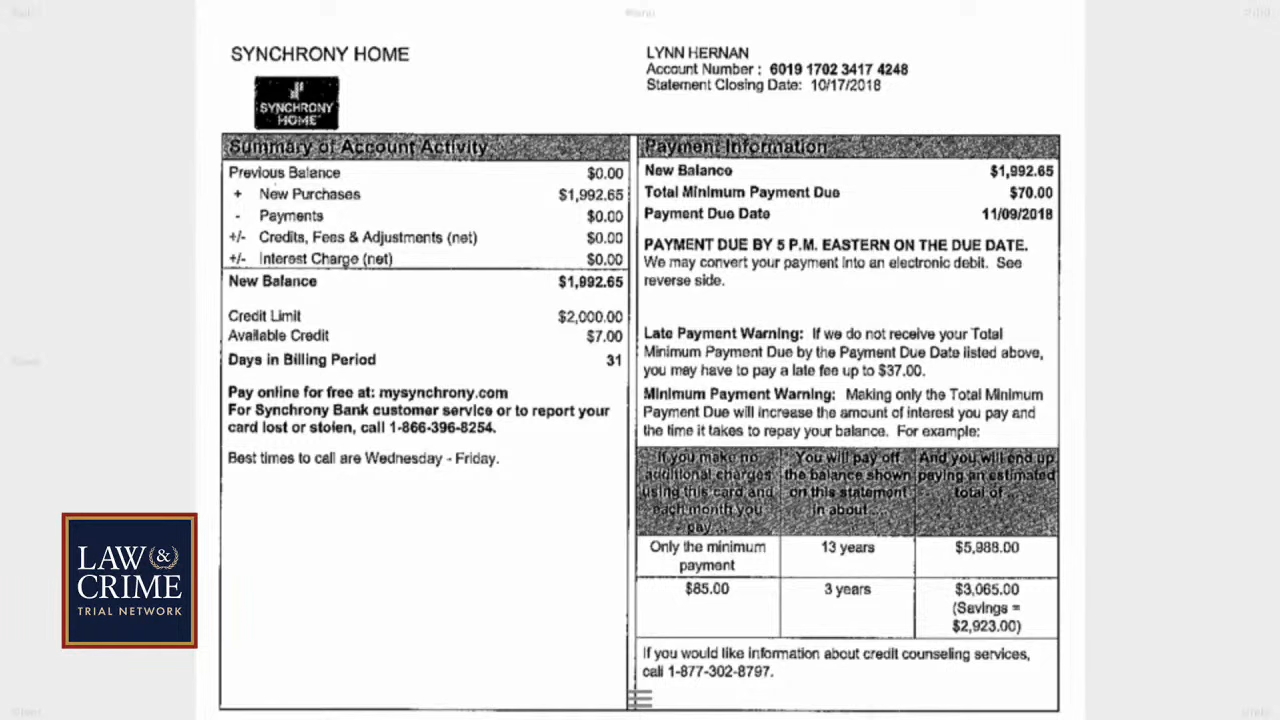 SYNCHRONY HOME
SYNCHRONY
HOME
LYNN HERNAN
Account Number : 6019 1702 3417 4248
Statement Closing Date: 10/17/2018
Summary of Account Activity
Previous Balance $0.00
+ New Purchases $1,992.65
- Payments $0.00
+/- Credits, Fees & Adjustments (net) $0.00
+/- Interest Charge (net) $0.00
New Balance $1,992.65
Credit Limit $2,000.00
Available Credit $7.00
Days in Billing Period 31
Pay online for free at: mysynchrony.com
For Synchrony Bank customer service or to report your
card lost or stolen, call 1-866-396-8254.
Best times to call are Wednesday - Friday.
Payment Information
New Balance $1,992.65
Total Minimum Payment Due $70.00
Payment Due Date 11/09/2018
PAYMENT DUE BY 5 P.M. EASTERN ON THE DUE DATE.
We may convert your payment into an electronic debit. See
reverse side.
Late Payment Warning: If we do not receive your Total
Minimum Payment Due by the Payment Due Date listed above,
you may have to pay a late fee up to $37.00.
Minimum Payment Warning: Making only the Total Minimum
Payment Due will increase the amount of interest you pay and
the time it takes to repay your balance. For example:
If you make no
additional charges
using this card and
each month you
pay...
You will pay off
the balance shown
on this statement
in about...
And you will end up
paying an estimated
total of...
Only the minimum
payment
13 years
$5,988.00
$85.00
3 years
$3,065.00
(Savings =
$2,923.00)
If you would like information about credit counseling services,
call 1-877-302-8797.
LAW &
CRIME
TRIAL NETWORK